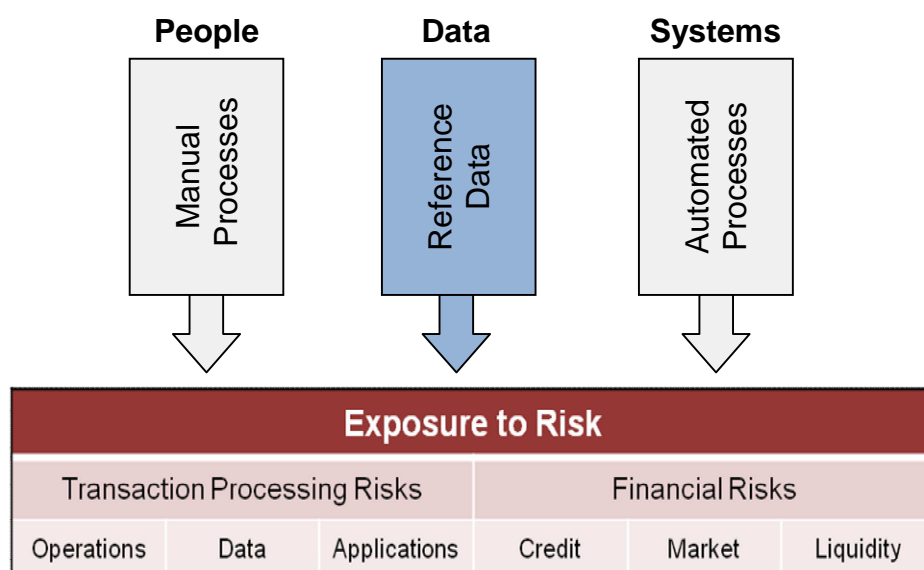 People Data Systems
Manual
Processes
Reference
Data
Automated
Processes
Exposure to Risk
Transaction Processing Risks Financial Risks
Operations Data Applications Credit Market Liquidity